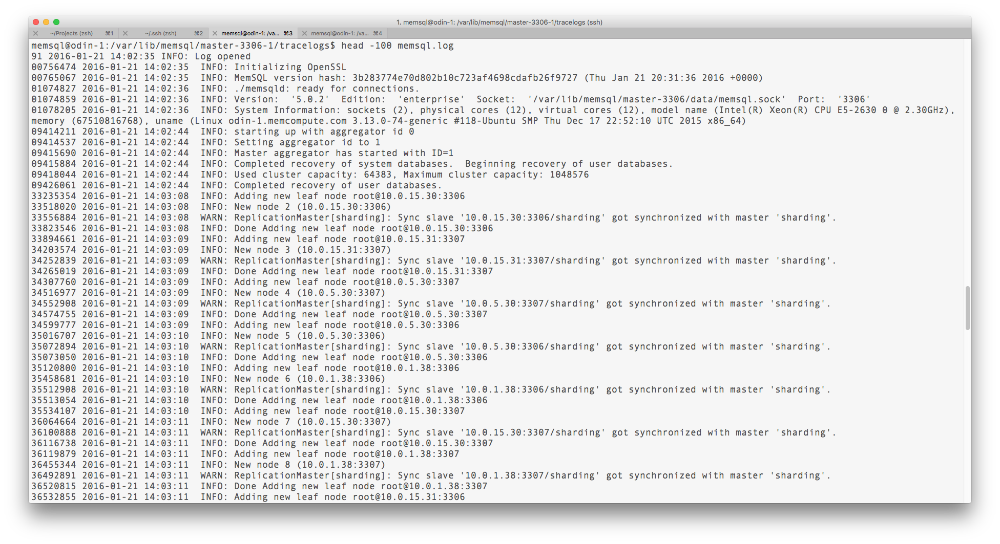 1. memsql@odin-1: /var/lib/memsql/master-3306-1/tracelogs (ssh)
~/Projects (zsh) ⌘1 ~/.ssh (zsh) ⌘2 memsql@odin-1: /va... ⌘3 memsql@odin-1: /va... ⌘4
memsql@odin-1:/var/lib/memsql/master-3306-1/tracelogs$ head -100 memsql.log
91 2016-01-21 14:02:35 INFO: Log opened
00756474 2016-01-21 14:02:35  INFO: Initializing OpenSSL
00765067 2016-01-21 14:02:35  INFO: MemSQL version hash: 3b283774e70d802b10c723af4698cdafb26f9727 (Thu Jan 21 20:31:36 2016 +0000)
01074827 2016-01-21 14:02:36  INFO: ./memsqld: ready for connections.
01074859 2016-01-21 14:02:36  INFO: Version:  '5.0.2'  Edition:  'enterprise'  Socket:  '/var/lib/memsql/master-3306/data/memsql.sock'  Port:  '3306'
01078205 2016-01-21 14:02:36  INFO: System Information: sockets (2), physical cores (12), virtual cores (12), model name (Intel(R) Xeon(R) CPU E5-2630 0 @ 2.30GHz),
memory (67510816768), uname (Linux odin-1.memcompute.com 3.13.0-74-generic #118-Ubuntu SMP Thu Dec 17 22:52:10 UTC 2015 x86_64)
09414211 2016-01-21 14:02:44  INFO: starting up with aggregator id 0
09414537 2016-01-21 14:02:44  INFO: Setting aggregator id to 1
09415690 2016-01-21 14:02:44  INFO: Master aggregator has started with ID=1
09415884 2016-01-21 14:02:44  INFO: Completed recovery of system databases.  Beginning recovery of user databases.
09418044 2016-01-21 14:02:44  INFO: Used cluster capacity: 64383, Maximum cluster capacity: 1048576
09426061 2016-01-21 14:02:44  INFO: Completed recovery of user databases.
33235354 2016-01-21 14:03:08  INFO: Adding new leaf node root@10.0.15.30:3306
33518020 2016-01-21 14:03:08  INFO: New node 2 (10.0.15.30:3306)
33556884 2016-01-21 14:03:08  WARN: ReplicationMaster[sharding]: Sync slave '10.0.15.30:3306/sharding' got synchronized with master 'sharding'.
33823546 2016-01-21 14:03:08  INFO: Done Adding new leaf node root@10.0.15.30:3306
33894661 2016-01-21 14:03:09  INFO: Adding new leaf node root@10.0.15.31:3307
34203574 2016-01-21 14:03:09  INFO: New node 3 (10.0.15.31:3307)
34252839 2016-01-21 14:03:09  WARN: ReplicationMaster[sharding]: Sync slave '10.0.15.31:3307/sharding' got synchronized with master 'sharding'.
34265019 2016-01-21 14:03:09  INFO: Done Adding new leaf node root@10.0.15.31:3307
34307760 2016-01-21 14:03:09  INFO: Adding new leaf node root@10.0.5.30:3307
34516977 2016-01-21 14:03:09  INFO: New node 4 (10.0.5.30:3307)
34552908 2016-01-21 14:03:09  WARN: ReplicationMaster[sharding]: Sync slave '10.0.5.30:3307/sharding' got synchronized with master 'sharding'.
34574755 2016-01-21 14:03:09  INFO: Done Adding new leaf node root@10.0.5.30:3307
34599777 2016-01-21 14:03:09  INFO: Adding new leaf node root@10.0.5.30:3306
35016707 2016-01-21 14:03:10  INFO: New node 5 (10.0.5.30:3306)
35072894 2016-01-21 14:03:10  WARN: ReplicationMaster[sharding]: Sync slave '10.0.5.30:3306/sharding' got synchronized with master 'sharding'.
35073050 2016-01-21 14:03:10  INFO: Done Adding new leaf node root@10.0.5.30:3306
35120800 2016-01-21 14:03:10  INFO: Adding new leaf node root@10.0.1.38:3306
35458681 2016-01-21 14:03:10  INFO: New node 6 (10.0.1.38:3306)
35512908 2016-01-21 14:03:10  WARN: ReplicationMaster[sharding]: Sync slave '10.0.1.38:3306/sharding' got synchronized with master 'sharding'.
35513054 2016-01-21 14:03:10  INFO: Done Adding new leaf node root@10.0.1.38:3306
35534107 2016-01-21 14:03:10  INFO: Adding new leaf node root@10.0.15.30:3307
36064664 2016-01-21 14:03:11  INFO: New node 7 (10.0.15.30:3307)
36100888 2016-01-21 14:03:11  WARN: ReplicationMaster[sharding]: Sync slave '10.0.15.30:3307/sharding' got synchronized with master 'sharding'.
36116738 2016-01-21 14:03:11  INFO: Done Adding new leaf node root@10.0.15.30:3307
36119879 2016-01-21 14:03:11  INFO: Adding new leaf node root@10.0.1.38:3307
36455344 2016-01-21 14:03:11  INFO: New node 8 (10.0.1.38:3307)
36492891 2016-01-21 14:03:11  WARN: ReplicationMaster[sharding]: Sync slave '10.0.1.38:3307/sharding' got synchronized with master 'sharding'.
36520815 2016-01-21 14:03:11  INFO: Done Adding new leaf node root@10.0.1.38:3307
36532855 2016-01-21 14:03:11  INFO: Adding new leaf node root@10.0.15.31:3306